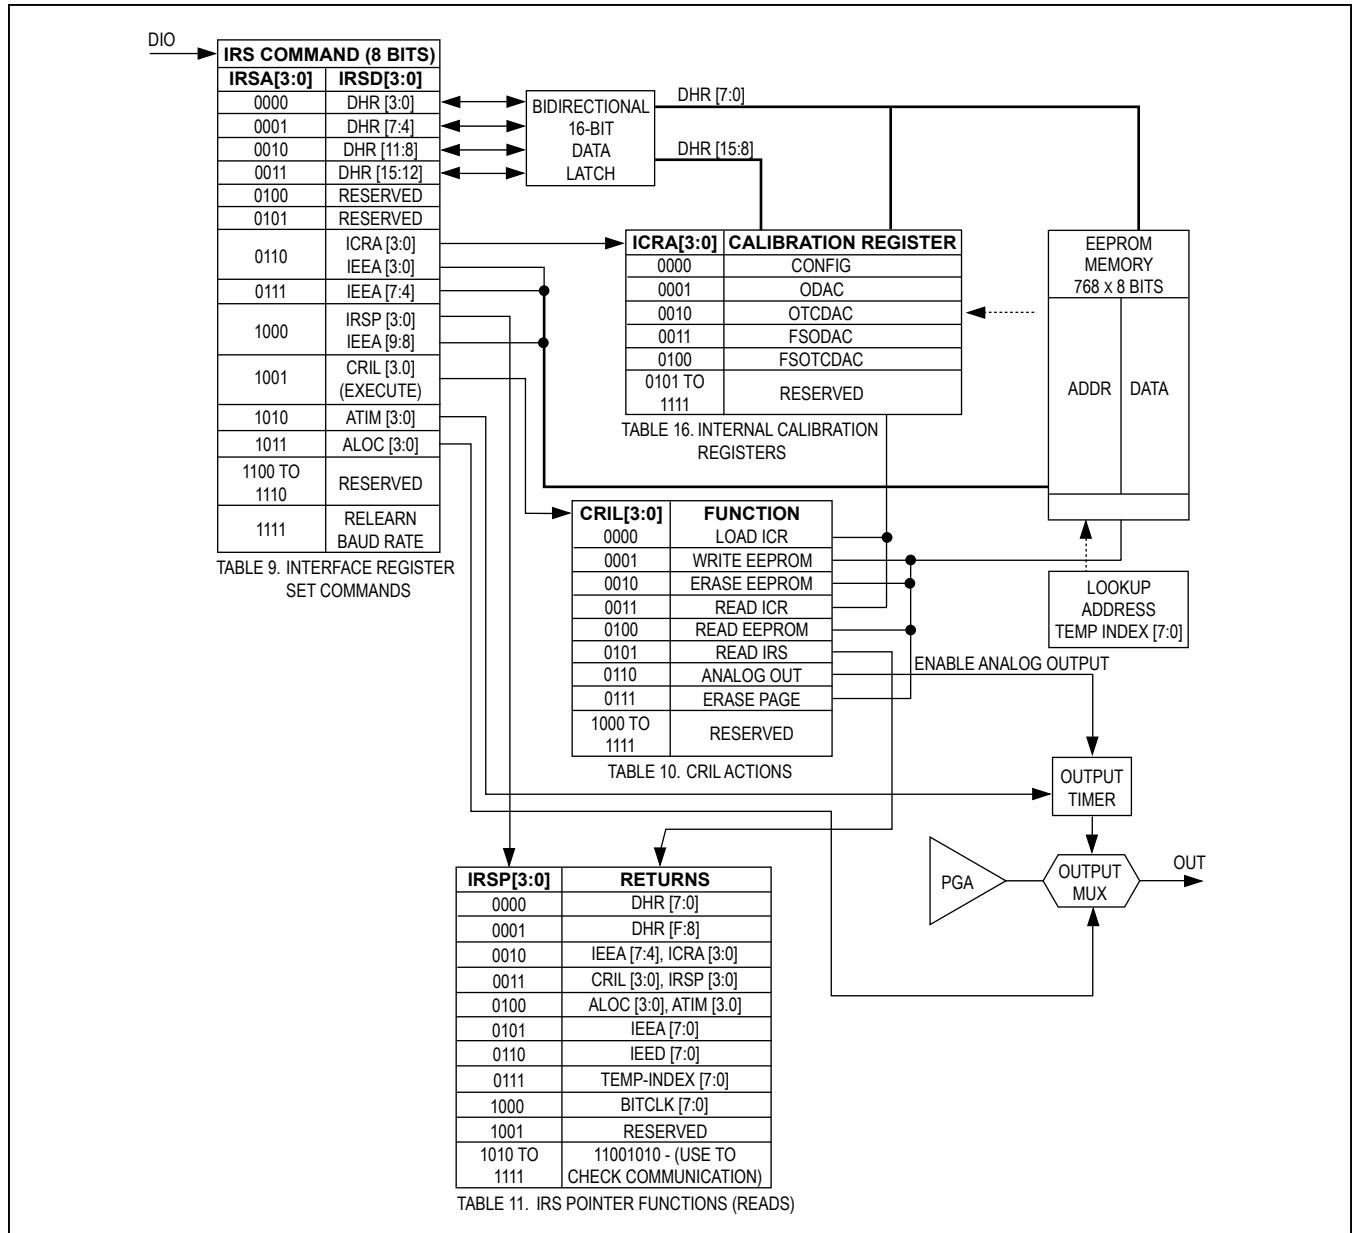 DIO
IRS COMMAND (8 BITS)
IRSA[3:0] IRSD[3:0]
0000 DHR [3:0]
0001 DHR [7:4]
0010 DHR [11:8]
0011 DHR [15:12]
0100 RESERVED
0101 RESERVED
0110 ICRA [3:0]
IEEA [3:0]
0111 IEEA [7:4]
1000 IRSP [3:0]
IEEA [9:8]
1001 CRIL [3.0]
(EXECUTE)
1010 ATIM [3:0]
1011 ALOC [3:0]
1100 TO
1110 RESERVED
1111 RELEARN
BAUD RATE
TABLE 9. INTERFACE REGISTER
SET COMMANDS
BIDIRECTIONAL
16-BIT
DATA
LATCH
DHR [7:0]
DHR [15:8]
ICRA[3:0] CALIBRATION REGISTER
0000 CONFIG
0001 ODAC
0010 OTCDAC
0011 FSODAC
0100 FSOTCDAC
0101 TO
1111 RESERVED
TABLE 16. INTERNAL CALIBRATION
REGISTERS
EEPROM
MEMORY
768 x 8 BITS
ADDR DATA
LOOKUP
ADDRESS
TEMP INDEX [7:0]
CRIL[3:0] FUNCTION
0000 LOAD ICR
0001 WRITE EEPROM
0010 ERASE EEPROM
0011 READ ICR
0100 READ EEPROM
0101 READ IRS
0110 ANALOG OUT
0111 ERASE PAGE
1000 TO
1111 RESERVED
TABLE 10. CRIL ACTIONS
ENABLE ANALOG OUTPUT
OUTPUT
TIMER
PGA
OUTPUT
MUX
OUT
IRSP[3:0] RETURNS
0000 DHR [7:0]
0001 DHR [F:8]
0010 IEEA [7:4], ICRA [3:0]
0011 CRIL [3:0], IRSP [3:0]
0100 ALOC [3:0], ATIM [3.0]
0101 IEEA [7:0]
0110 IEED [7:0]
0111 TEMP-INDEX [7:0]
1000 BITCLK [7:0]
1001 RESERVED
1010 TO 11001010 - (USE TO
1111 CHECK COMMUNICATION)
TABLE 11. IRS POINTER FUNCTIONS (READS)